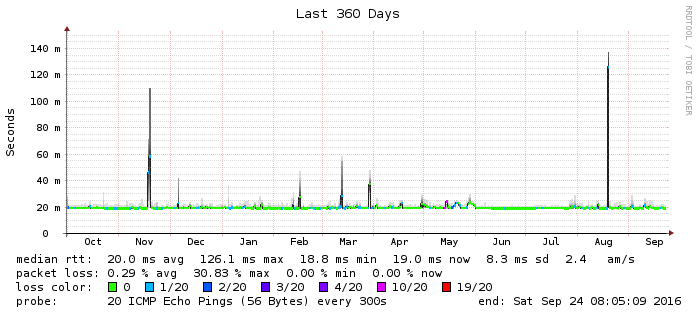 Last 360 Days
RRDTOOL / TOBI OETIKER
Seconds
140 m
120 m
100 m
80 m
60 m
40 m
20 m
0
Oct Nov Dec Jan Feb Mar Apr May Jun Jul Aug Sep
median rtt: 20.0 ms avg 126.1 ms max 18.8 ms min 19.0 ms now 8.3 ms sd 2.4 am/s
packet loss: 0.29 % avg 30.83 % max 0.00 % min 0.00 % now
loss color: 0 1/20 2/20 3/20 4/20 10/20 19/20
probe: 20 ICMP Echo Pings (56 Bytes) every 300s end: Sat Sep 24 08:05:09 2016